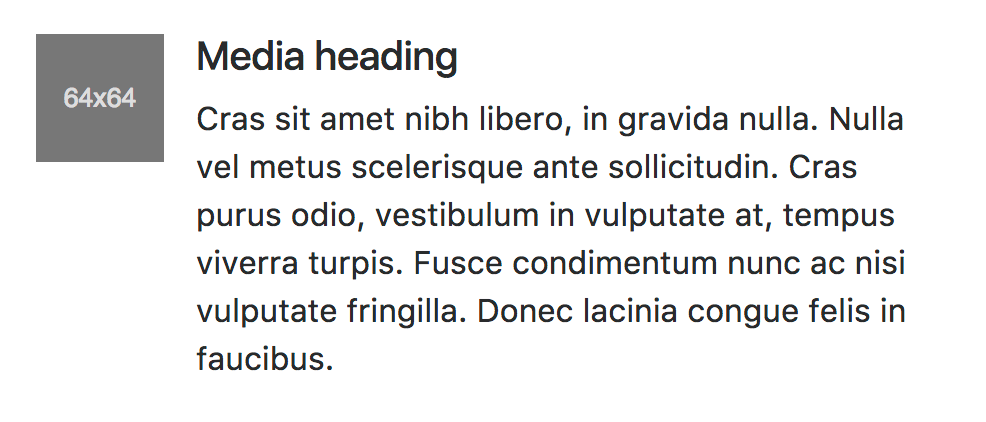 64x64
Media heading
Cras sit amet nibh libero, in gravida nulla. Nulla
vel metus scelerisque ante sollicitudin. Cras
purus odio, vestibulum in vulputate at, tempus
viverra turpis. Fusce condimentum nunc ac nisi
vulputate fringilla. Donec lacinia congue felis in
faucibus.